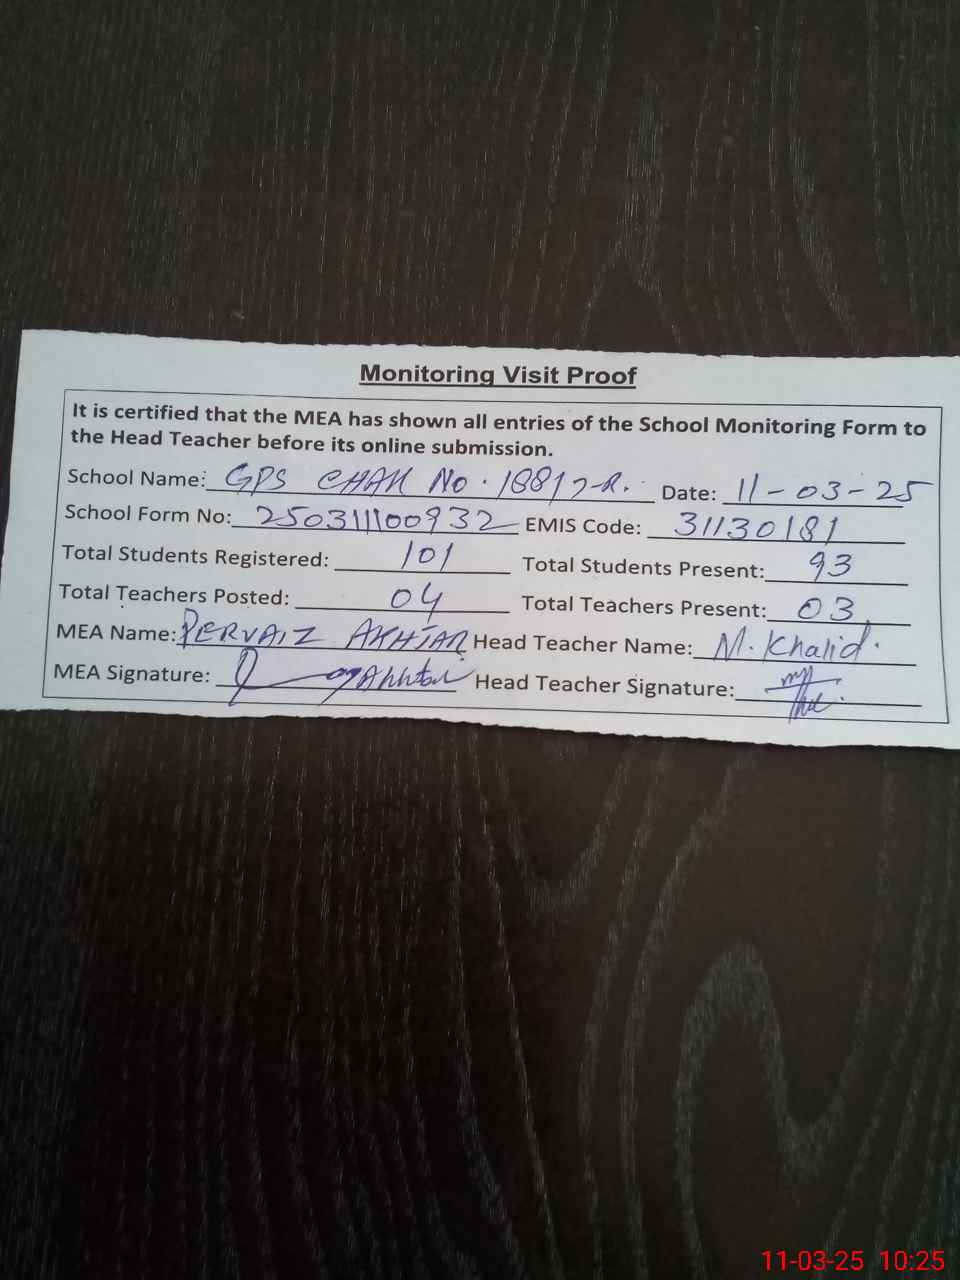 Monitoring Visit Proof
It is certified that the MEA has shown all entries of the School Monitoring Form to
the Head Teacher before its online submission.
School Name: GPS CHAK No. 188/7-R. Date: 11-03-25
School Form No: 250311100932 EMIS Code: 31130181
Total Students Registered: 101 Total Students Present: 93
Total Teachers Posted: 04 Total Teachers Present: 03
MEA Name: PERVAIZ AKHTAR Head Teacher Name: M. Khalid.
MEA Signature: Head Teacher Signature:
11-03-25 10:25